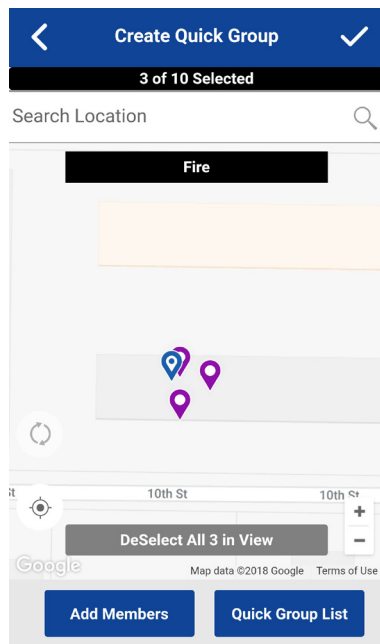 Create Quick Group
3 of 10 Selected
Search Location
Fire
st 10th St 10th St
+
DeSelect All 3 in View
−
Google Map data ©2018 Google Terms of Use
Add Members Quick Group List